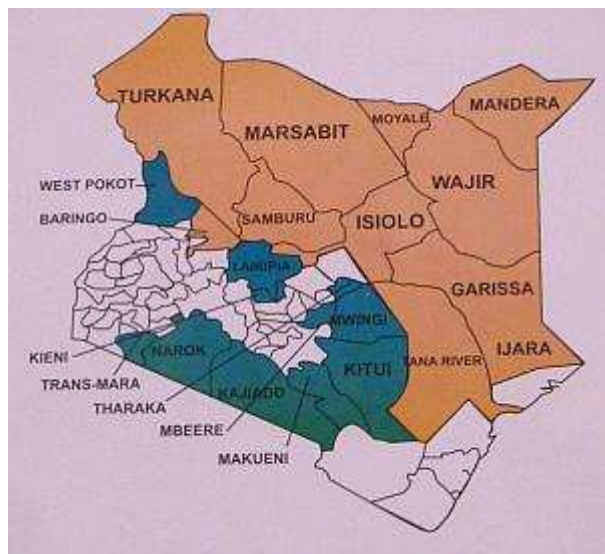 TURKANA
MANDERA
MOYALE
MARSABIT
WEST POKOT
WAJIR
BARINGO
SAMBURU
ISIOLO
LAIKIPIA
GARISSA
MWINGI
KIENI
NAROK
IJARA
TRANS-MARA
KITUI
TANA RIVER
THARAKA
KAJIADO
MBEERE
MAKUENI